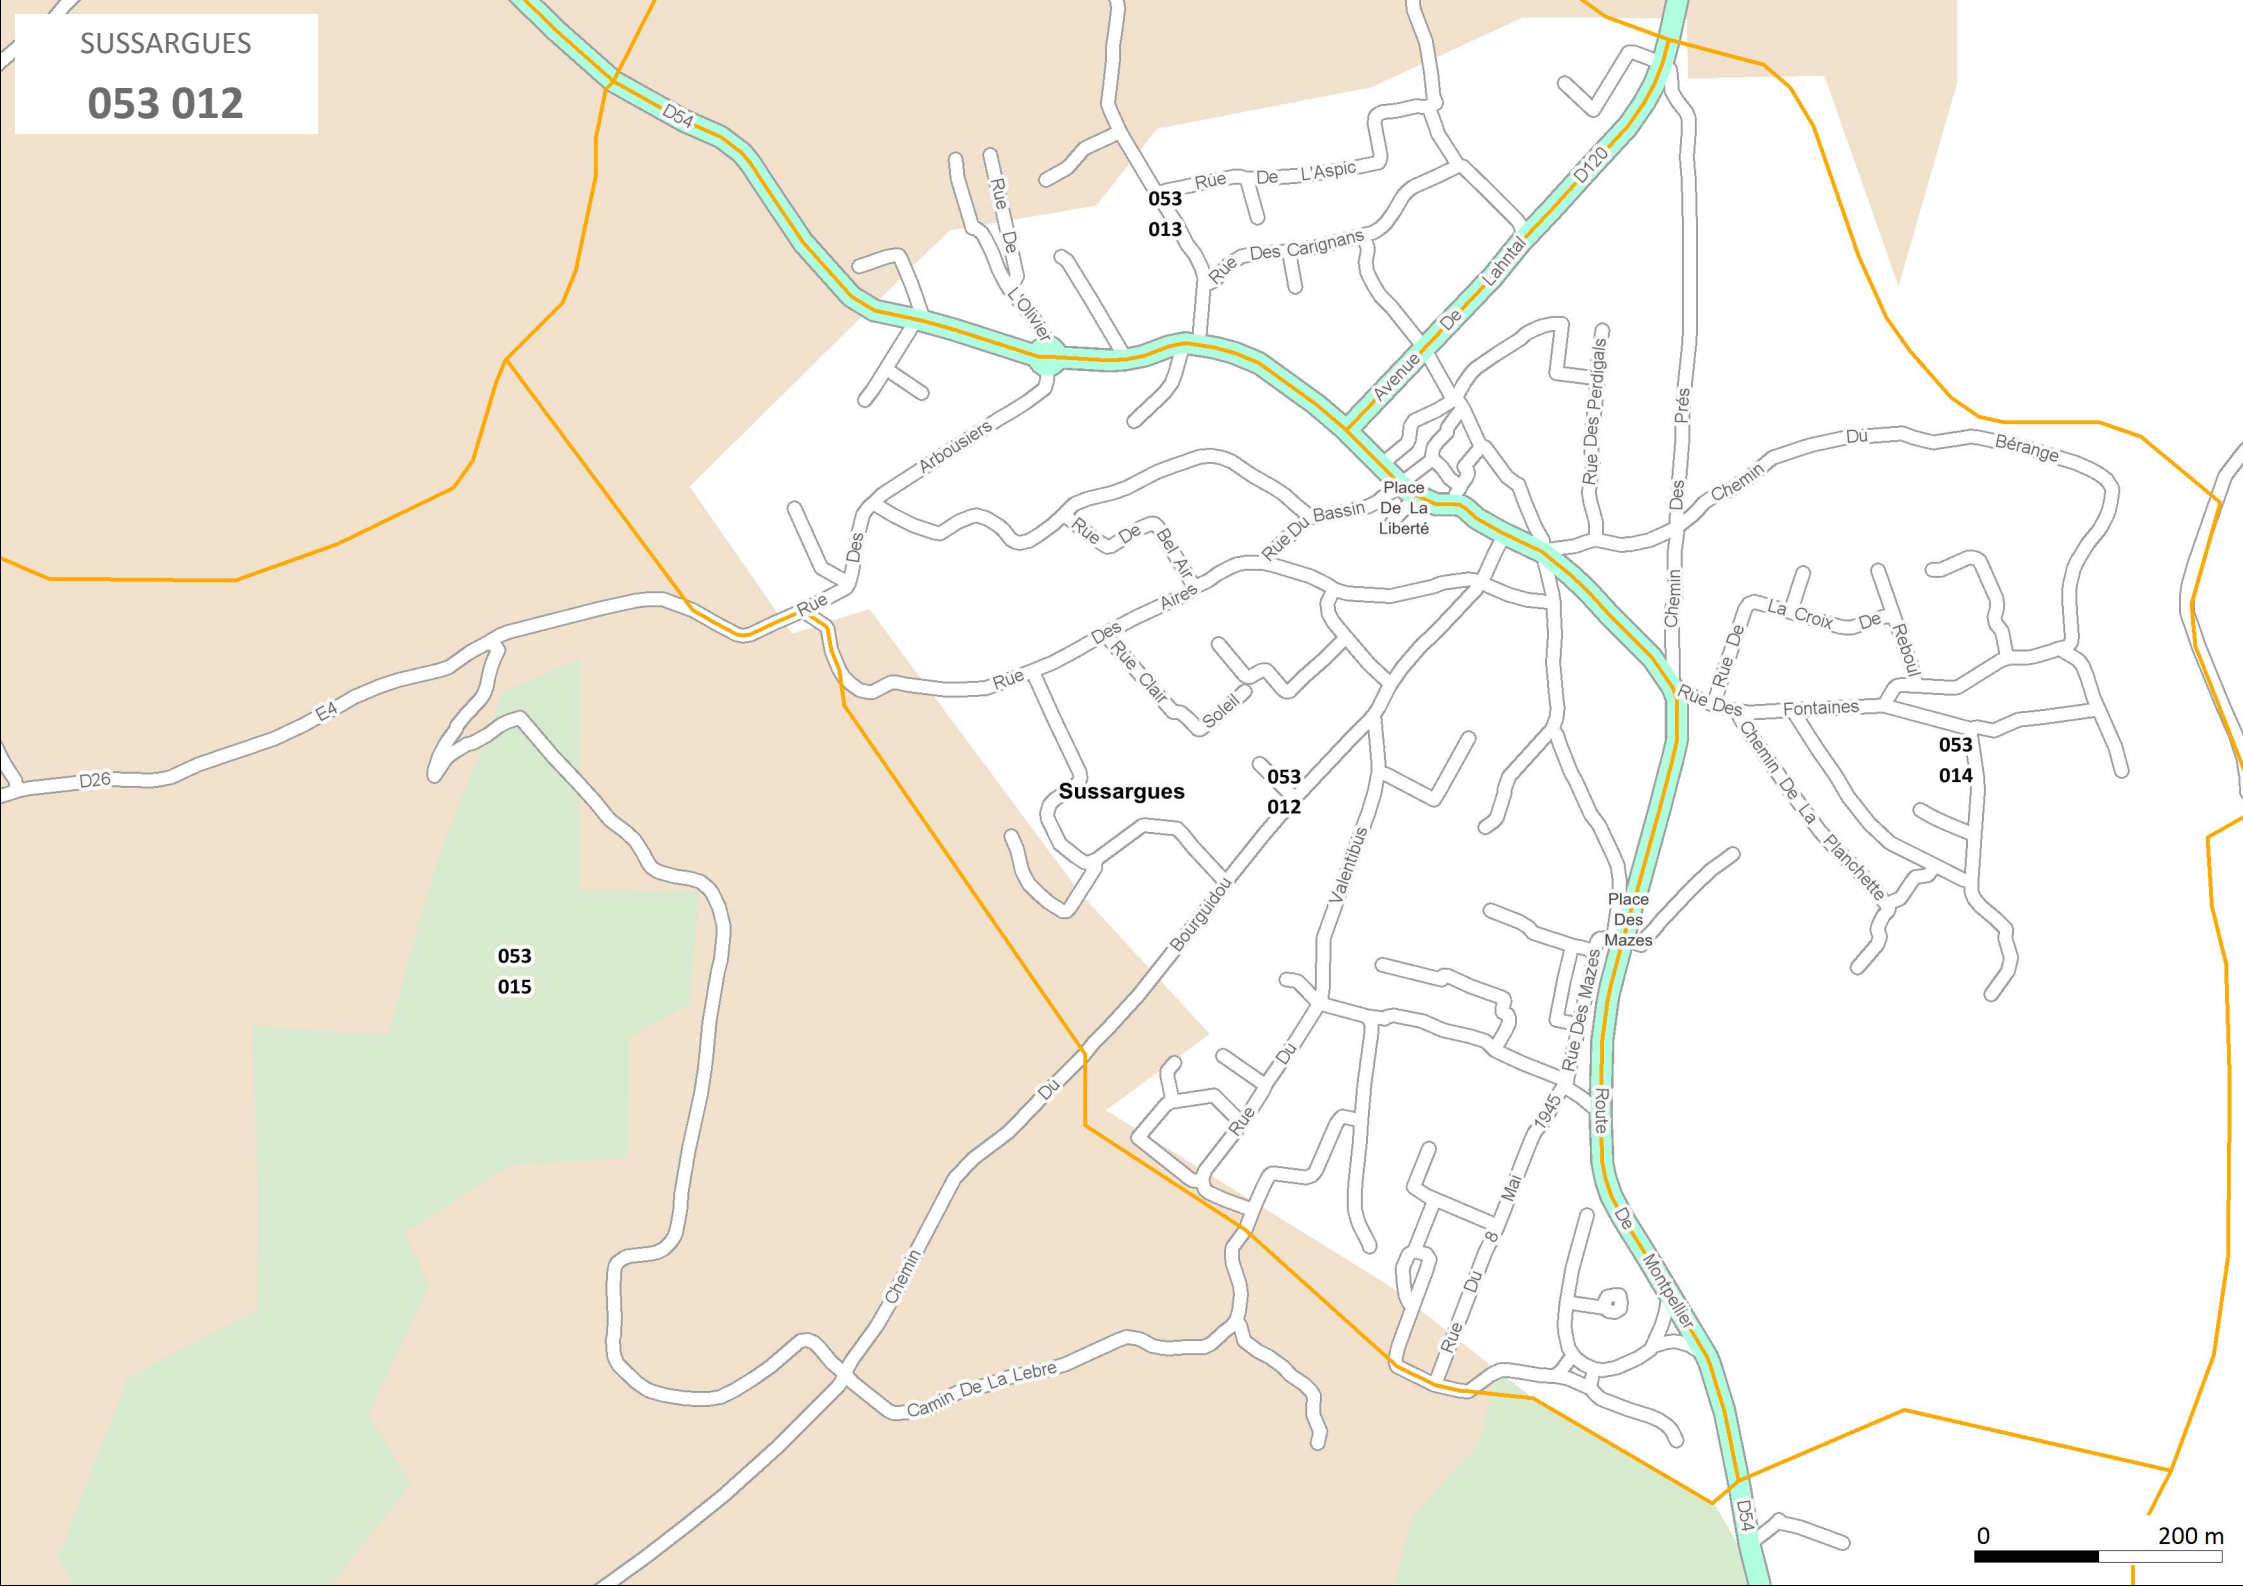 SUSSARGUES
053 012
D54
Rue De L'Aspic
053
013
D120
Rue De L'Olivier
Rue Des Carignans
Avenue De Lahntal
Rue Des Perdigals
Chemin Des Prés
Chemin Du Bérange
Rue Des Arbousiers
Place
De La
Liberté
Rue Du Bassin
Rue De Bel Air
Rue Des Aires
Rue Clair Soleil
Rue De La Croix De Reboul
Rue Des Fontaines
Chemin De La Planchette
053
014
E4
D26
Sussargues
053
012
Rue Du Valentibus
Chemin Du Bourguidou
Place
Des
Mazes
Rue Des Mazes
053
015
Rue Du 8 Mai 1945
Route De Montpellier
Camin De La Lebre
D54
0 200 m